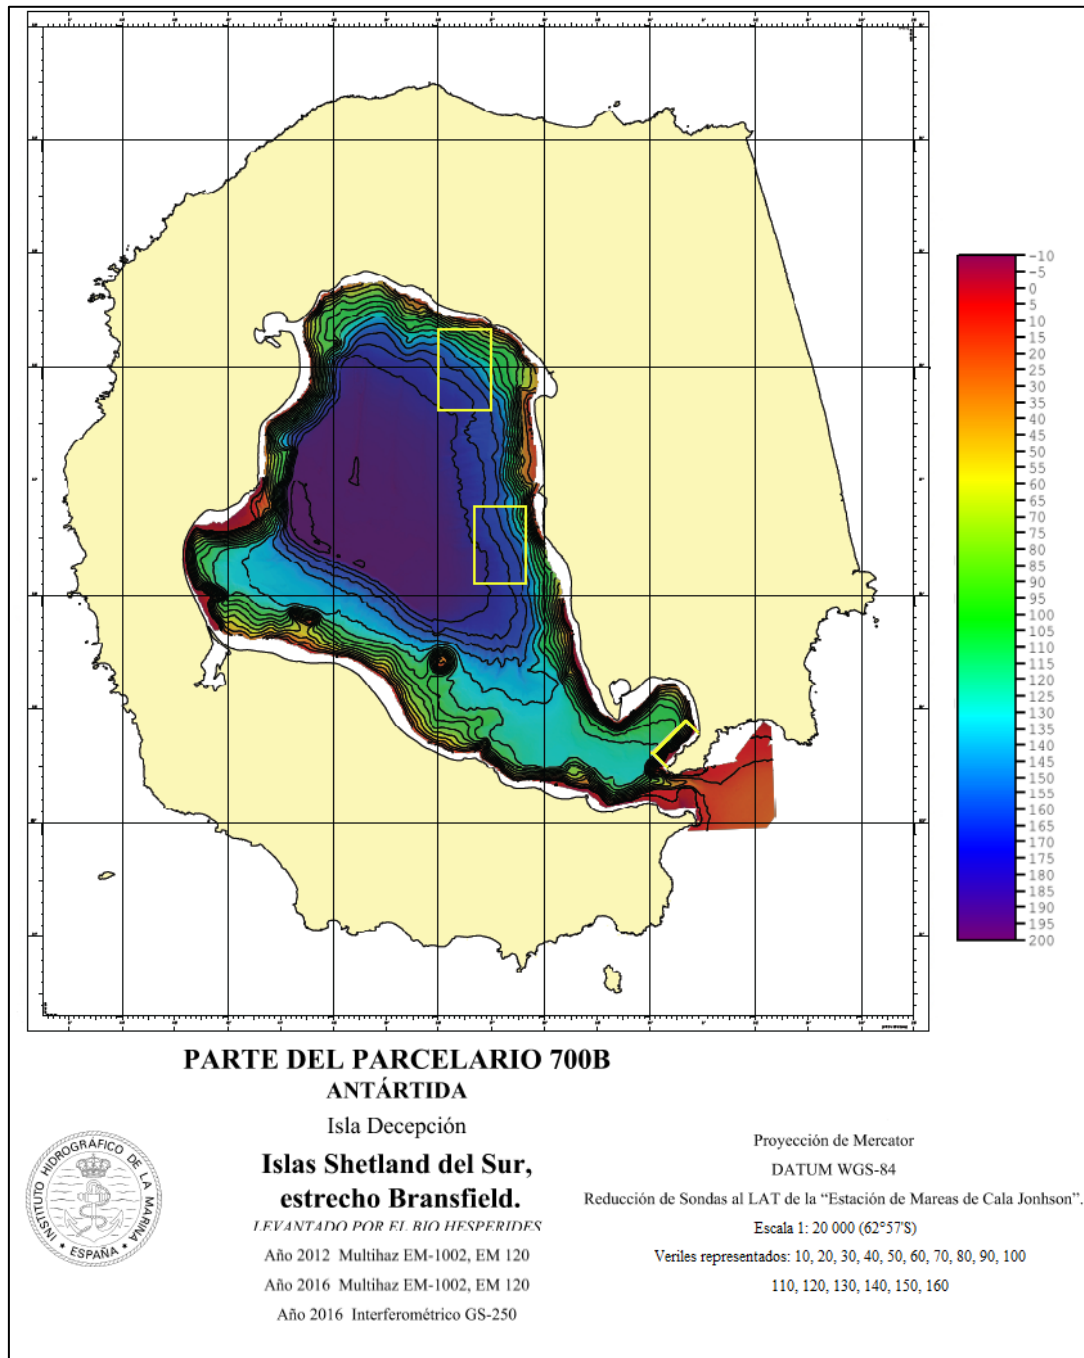 -10
-5
0
5
10
15
20
25
30
35
40
45
50
55
60
65
70
75
80
85
90
95
100
105
110
115
120
125
130
135
140
145
150
155
160
165
170
175
180
185
190
195
200
PARTE DEL PARCELARIO 700B
ANTÁRTIDA
Isla Decepción
Islas Shetland del Sur,
estrecho Bransfield.
LEVANTADO POR EL BIO HESPERIDES
Año 2012 Multihaz EM-1002, EM 120
Año 2016 Multihaz EM-1002, EM 120
Año 2016 Interferométrico GS-250
INSTITUTO HIDROGRÁFICO DE LA MARINA
ESPAÑA
Proyección de Mercator
DATUM WGS-84
Reducción de Sondas al LAT de la “Estación de Mareas de Cala Jonhson”.
Escala 1: 20 000 (62°57'S)
Veriles representados: 10, 20, 30, 40, 50, 60, 70, 80, 90, 100
110, 120, 130, 140, 150, 160